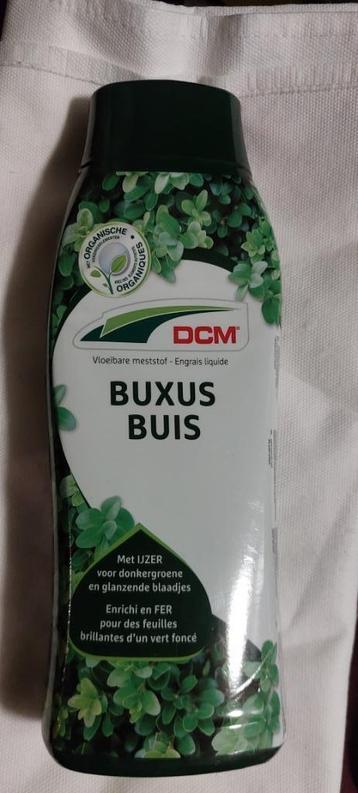 MET ORGANISCHE
ORGANIQUES
DCM®
Vloeibare meststof - Engrais liquide
BUXUS
BUIS
Met IJZER
voor donkergroene
en glanzende blaadjes
Enrichi en FER
pour des feuilles
brillantes d'un vert foncé